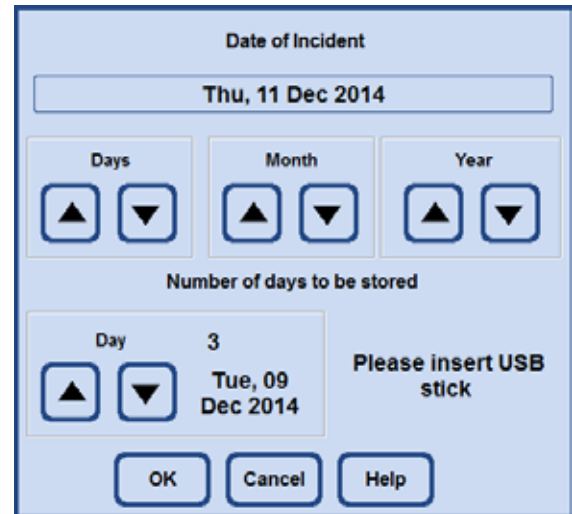 Date of Incident
Thu, 11 Dec 2014
Days Month Year
Number of days to be stored
Day 3
Tue, 09
Dec 2014
Please insert USB
stick
OK Cancel Help